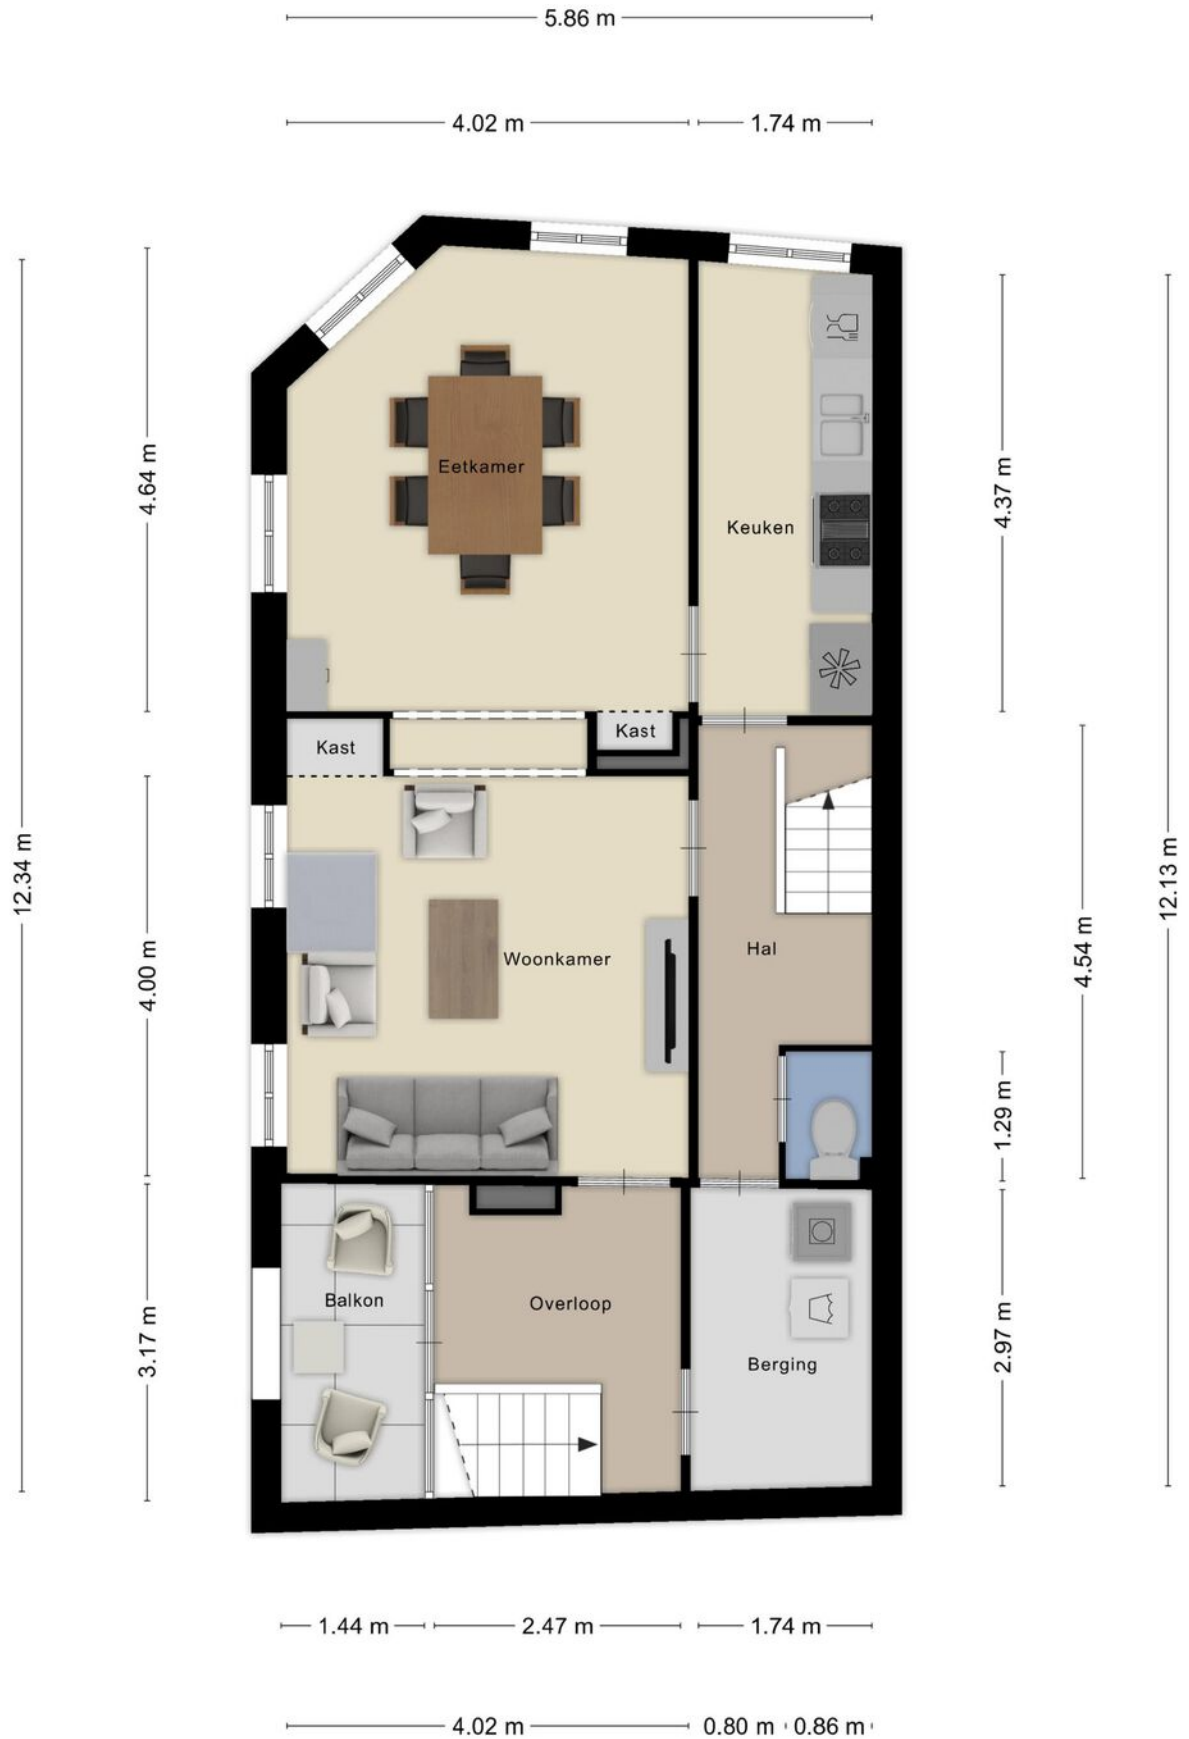 5.86 m
4.02 m
1.74 m
Eetkamer
4.64 m
4.37 m
Keuken
Kast
Kast
12.34 m
12.13 m
Hal
4.54 m
Woonkamer
4.00 m
1.29 m
Balkon
Overloop
3.17 m
2.97 m
Berging
1.44 m
2.47 m
1.74 m
4.02 m
0.80 m
0.86 m